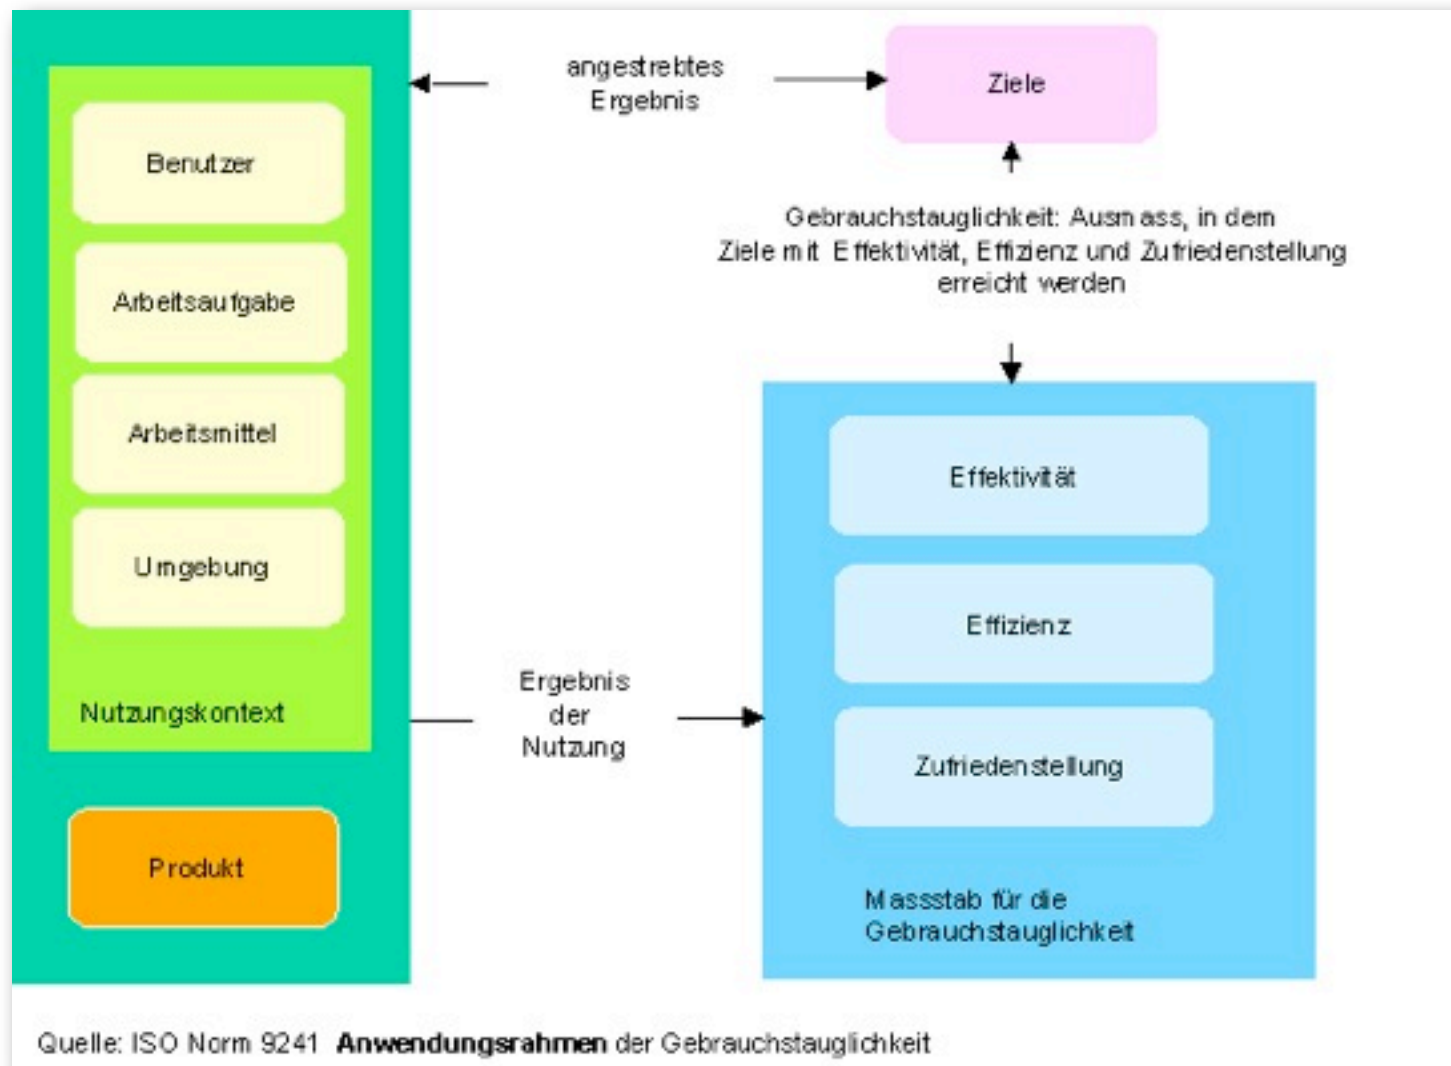 angestrebtes
Ergebnis
Ziele
Benutzer
Arbeitsaufgabe
Arbeitsmittel
Umgebung
Nutzungskontext
Produkt
Gebrauchstauglichkeit: Ausmass, in dem
Ziele mit Effektivität, Effizienz und Zufriedenstellung
erreicht werden
Ergebnis
der
Nutzung
Effektivität
Effizienz
Zufriedenstellung
Massstab für die
Gebrauchstauglichkeit
Quelle: ISO Norm 9241 Anwendungsrahmen der Gebrauchstauglichkeit